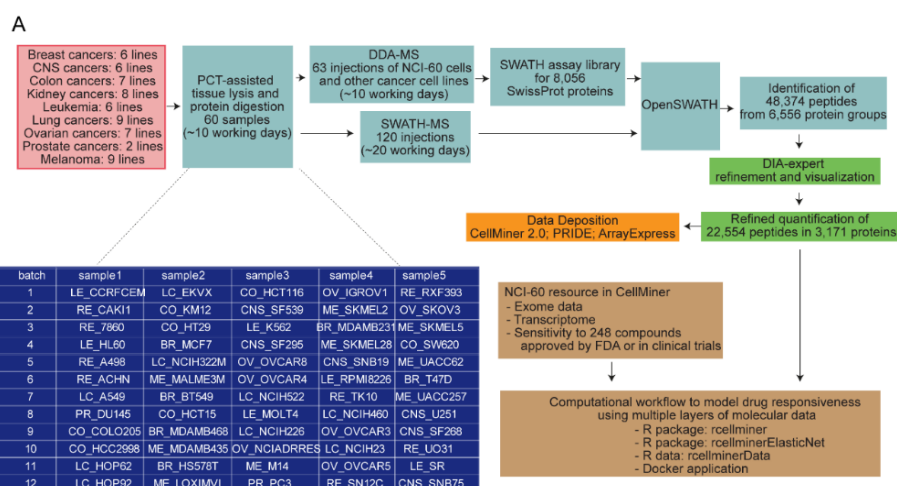 A
Breast cancers: 6 lines
CNS cancers: 6 lines
Colon cancers: 7 lines
Kidney cancers: 8 lines
Leukemia: 6 lines
Lung cancers: 9 lines
Ovarian cancers: 7 lines
Prostate cancers: 2 lines
Melanoma: 9 lines
PCT-assisted
tissue lysis and
protein digestion
60 samples
(~10 working days)
DDA-MS
63 injections of NCI-60 cells
and other cancer cell lines
(~10 working days)
SWATH assay library
for 8,056
SwissProt proteins
SWATH-MS
120 injections
(~20 working days)
OpenSWATH
Identification of
48,374 peptides
from 6,556 protein groups
DIA-expert
refinement and visualization
Refined quantification of
22,554 peptides in 3,171 proteins
Data Deposition
CellMiner 2.0; PRIDE; ArrayExpress
NCI-60 resource in CellMiner
- Exome data
- Transcriptome
- Sensitivity to 248 compounds
approved by FDA or in clinical trials
Computational workflow to model drug responsiveness
using multiple layers of molecular data
- R package: rcellminer
- R package: rcellminerElasticNet
- R data: rcellminerData
- Docker application
batch sample1 sample2 sample3 sample4 sample5
1 LE_CCRFCEM LC_EKVX CO_HCT116 OV_IGROV1 RE_RXF393
2 RE_CAKI1 CO_KM12 CNS_SF539 ME_SKMEL2 OV_SKOV3
3 RE_7860 CO_HT29 LE_K562 BR_MDAMB231 ME_SKMEL5
4 LE_HL60 BR_MCF7 CNS_SF295 ME_SKMEL28 CO_SW620
5 RE_A498 LC_NCIH322M OV_OVCAR8 CNS_SNB19 ME_UACC62
6 RE_ACHN ME_MALME3M OV_OVCAR4 LE_RPMI8226 BR_T47D
7 LC_A549 BR_BT549 LC_NCIH522 RE_TK10 ME_UACC257
8 PR_DU145 CO_HCT15 LE_MOLT4 LC_NCIH460 CNS_U251
9 CO_COLO205 BR_MDAMB468 LC_NCIH226 OV_OVCAR3 CNS_SF268
10 CO_HCC2998 ME_MDAMB435 OV_NCIADRRES LC_NCIH23 RE_UO31
11 LC_HOP62 BR_HS578T ME_M14 OV_OVCAR5 LE_SR
12 LC_HOP92 ME_LOXIMVI PR_PC3 RE_SN12C CNS_SNB75